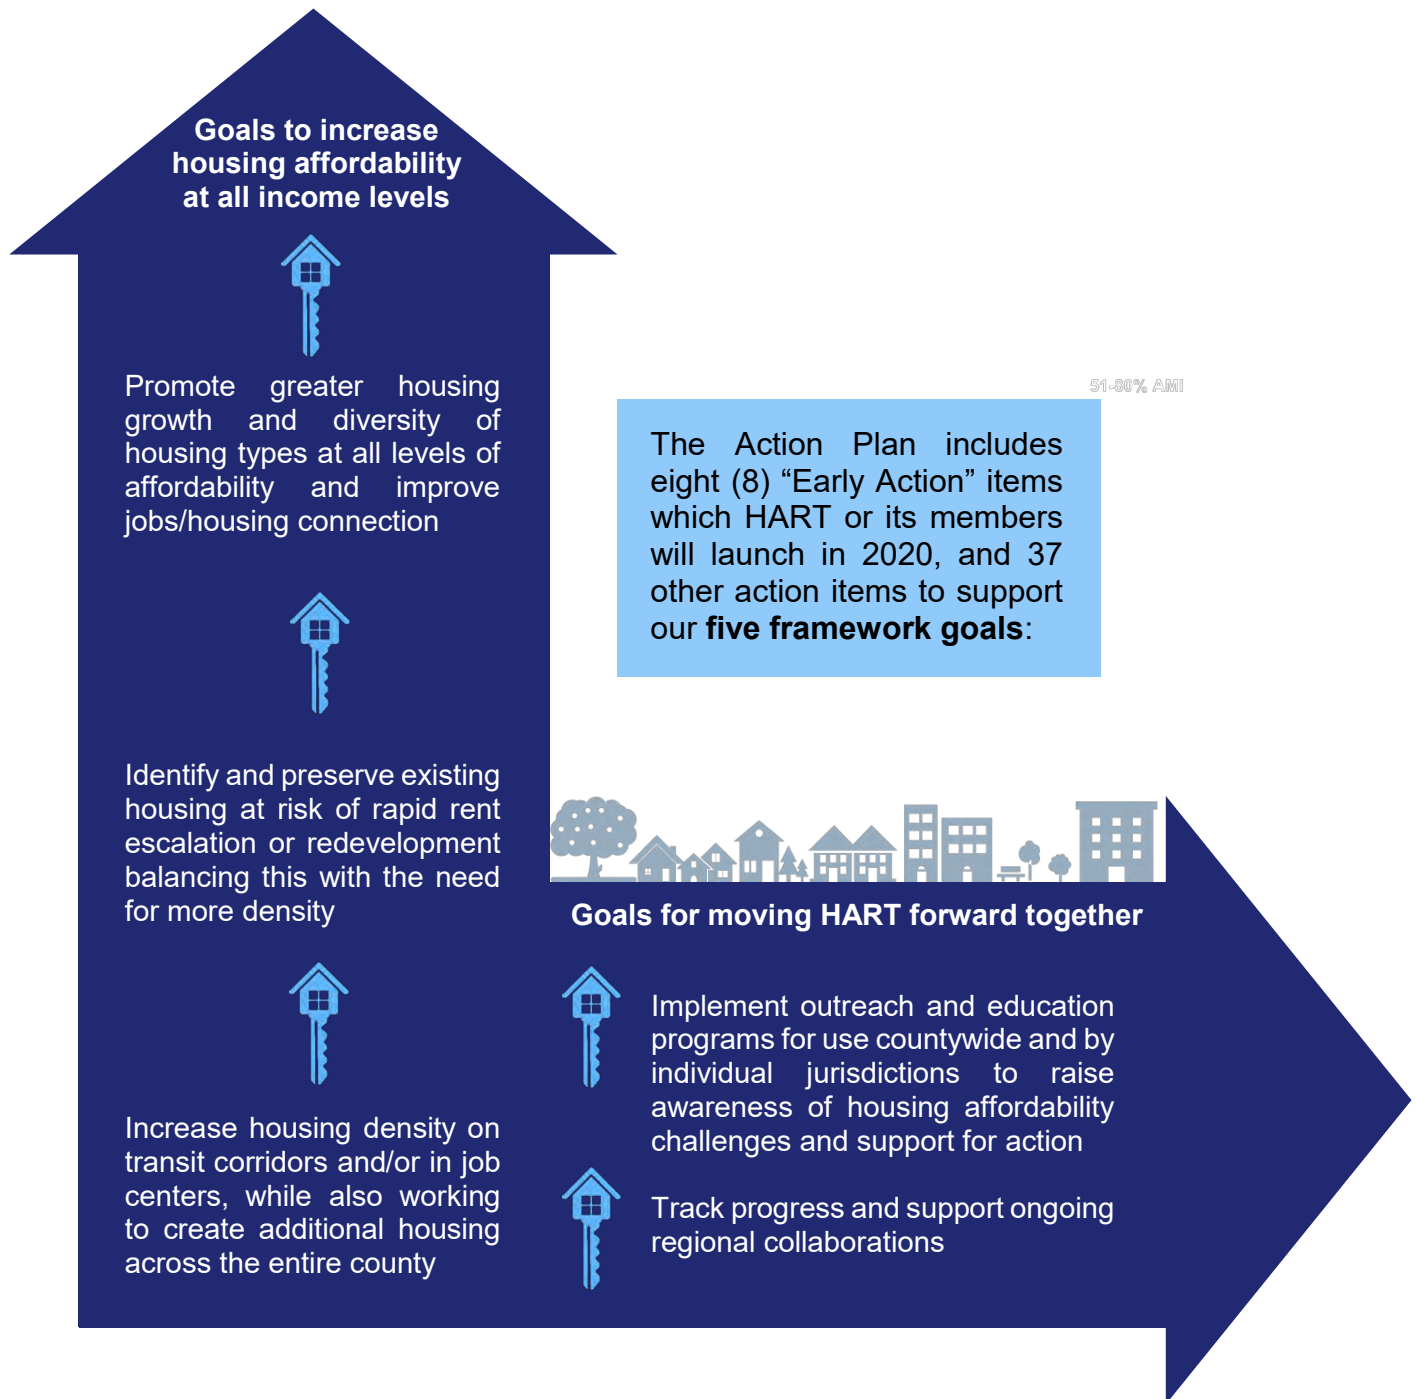 Goals to increase
housing affordability
at all income levels
Promote greater housing
growth and diversity of
housing types at all levels of
affordability and improve
jobs/housing connection
Identify and preserve existing
housing at risk of rapid rent
escalation or redevelopment
balancing this with the need
for more density
Increase housing density on
transit corridors and/or in job
centers, while also working
to create additional housing
across the entire county
51-80% AMI
The Action Plan includes
eight (8) “Early Action” items
which HART or its members
will launch in 2020, and 37
other action items to support
our five framework goals:
Goals for moving HART forward together
Implement outreach and education
programs for use countywide and by
individual jurisdictions to raise
awareness of housing affordability
challenges and support for action
Track progress and support ongoing
regional collaborations